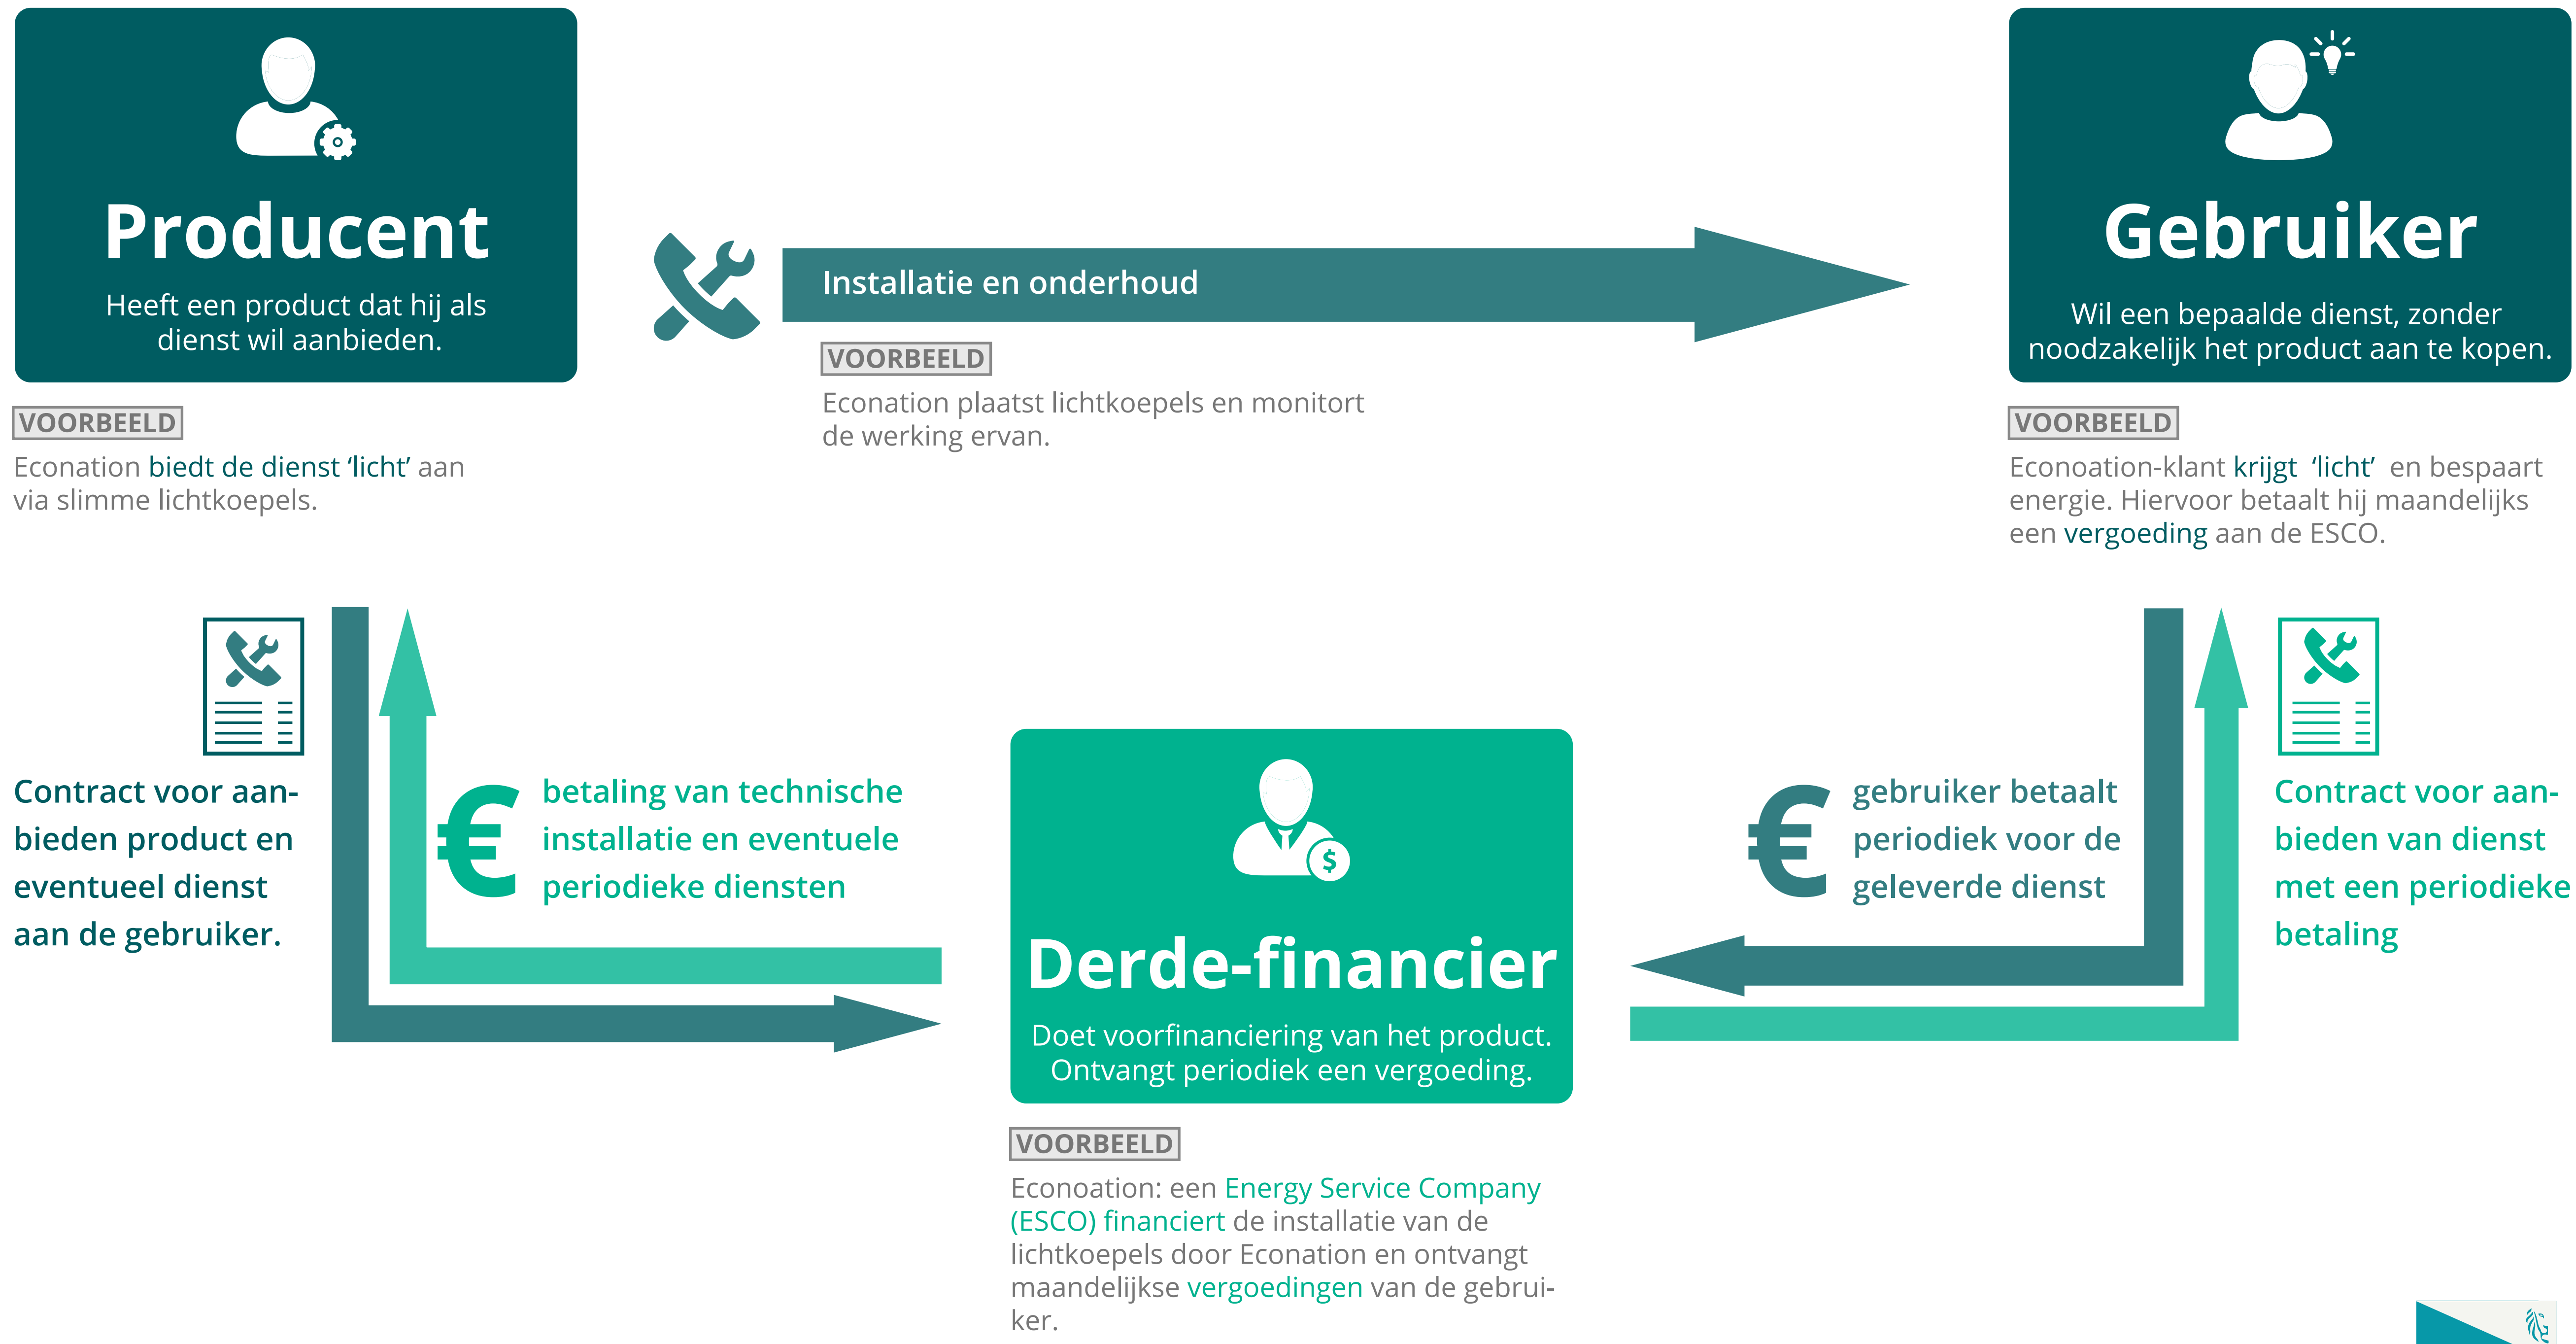 Producent
Heeft een product dat hij als
dienst wil aanbieden.
VOORBEELD
Econation biedt de dienst ‘licht’ aan
via slimme lichtkoepels.
Installatie en onderhoud
VOORBEELD
Econation plaatst lichtkoepels en monitort
de werking ervan.
Gebruiker
Wil een bepaalde dienst, zonder
noodzakelijk het product aan te kopen.
VOORBEELD
Econoation-klant krijgt ‘licht’ en bespaart
energie. Hiervoor betaalt hij maandelijks
een vergoeding aan de ESCO.
Contract voor aan-
bieden product en
eventueel dienst
aan de gebruiker.
€
betaling van technische
installatie en eventuele
periodieke diensten
$
Derde-financier
Doet voorfinanciering van het product.
Ontvangt periodiek een vergoeding.
VOORBEELD
Econoation: een Energy Service Company
(ESCO) financiert de installatie van de
lichtkoepels door Econation en ontvangt
maandelijkse vergoedingen van de gebrui-
ker.
€
gebruiker betaalt
periodiek voor de
geleverde dienst
Contract voor aan-
bieden van dienst
met een periodieke
betaling